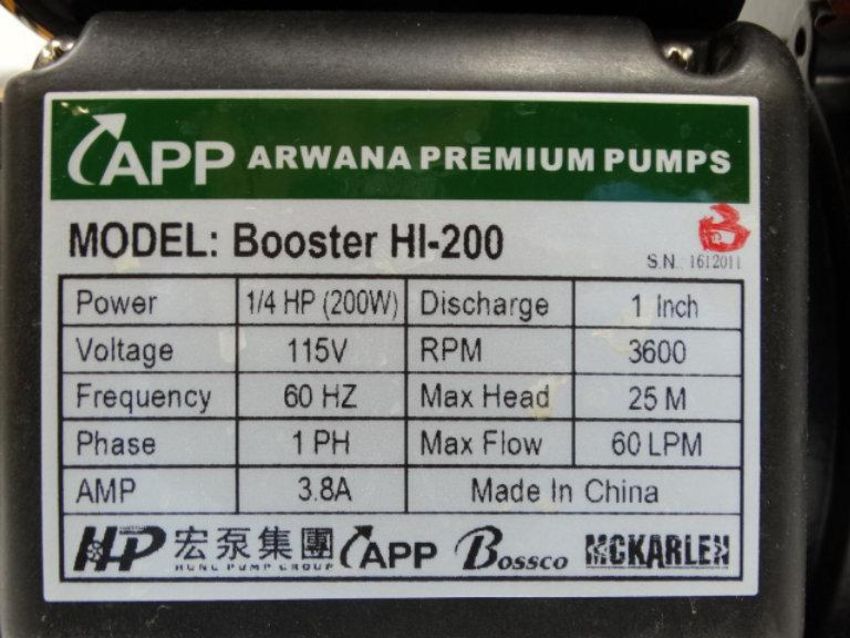 APP ARWANA PREMIUM PUMPS
MODEL: Booster HI-200
S.N.: 1612011
Power 1/4 HP (200W) Discharge 1 Inch
Voltage 115V RPM 3600
Frequency 60 HZ Max Head 25 M
Phase 1 PH Max Flow 60 LPM
AMP 3.8A Made In China
HP 宏泵集團 APP Bossco MCKARLEN
HUNG PUMP GROUP